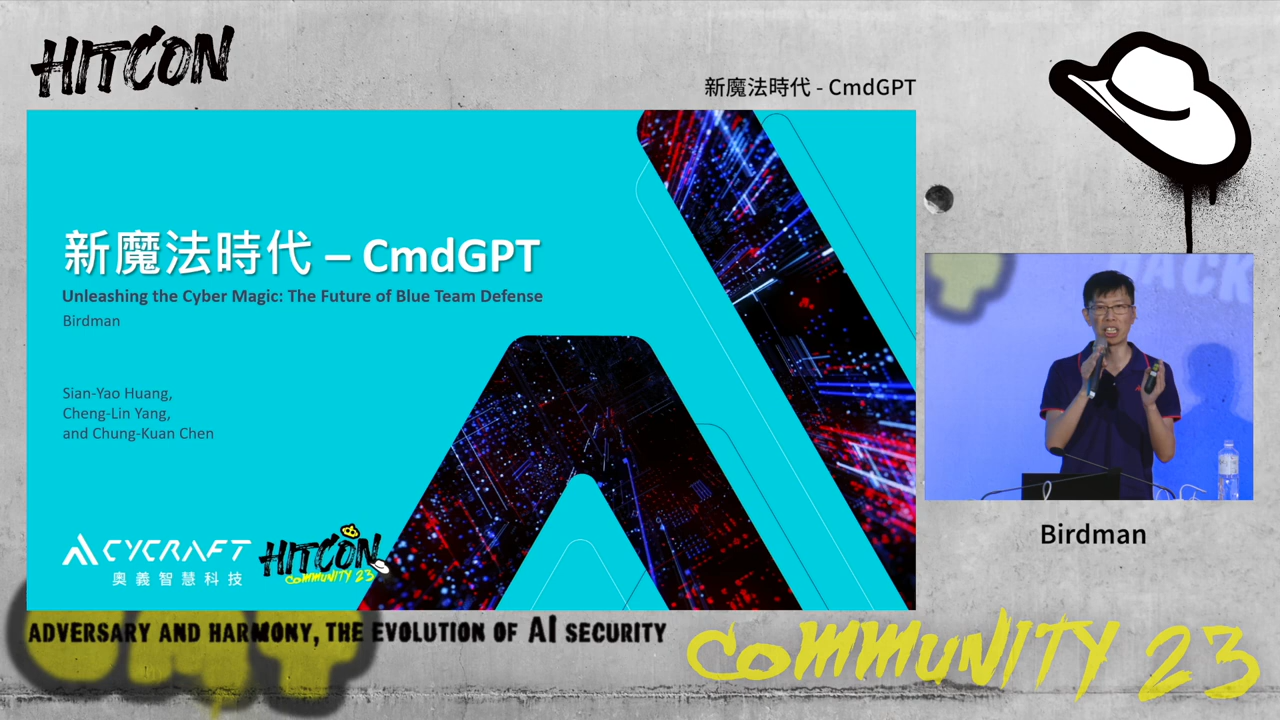 HITCON
新魔法時代 - CmdGPT
新魔法時代 – CmdGPT
Unleashing the Cyber Magic: The Future of Blue Team Defense
Birdman
Sian-Yao Huang,
Cheng-Lin Yang,
and Chung-Kuan Chen
CYCRAFT
奧義智慧科技
HITCON
COMMUNITY 23
HACK
Birdman
ADVERSARY AND HARMONY, THE EVOLUTION OF AI SECURITY
COMMUNITY 23